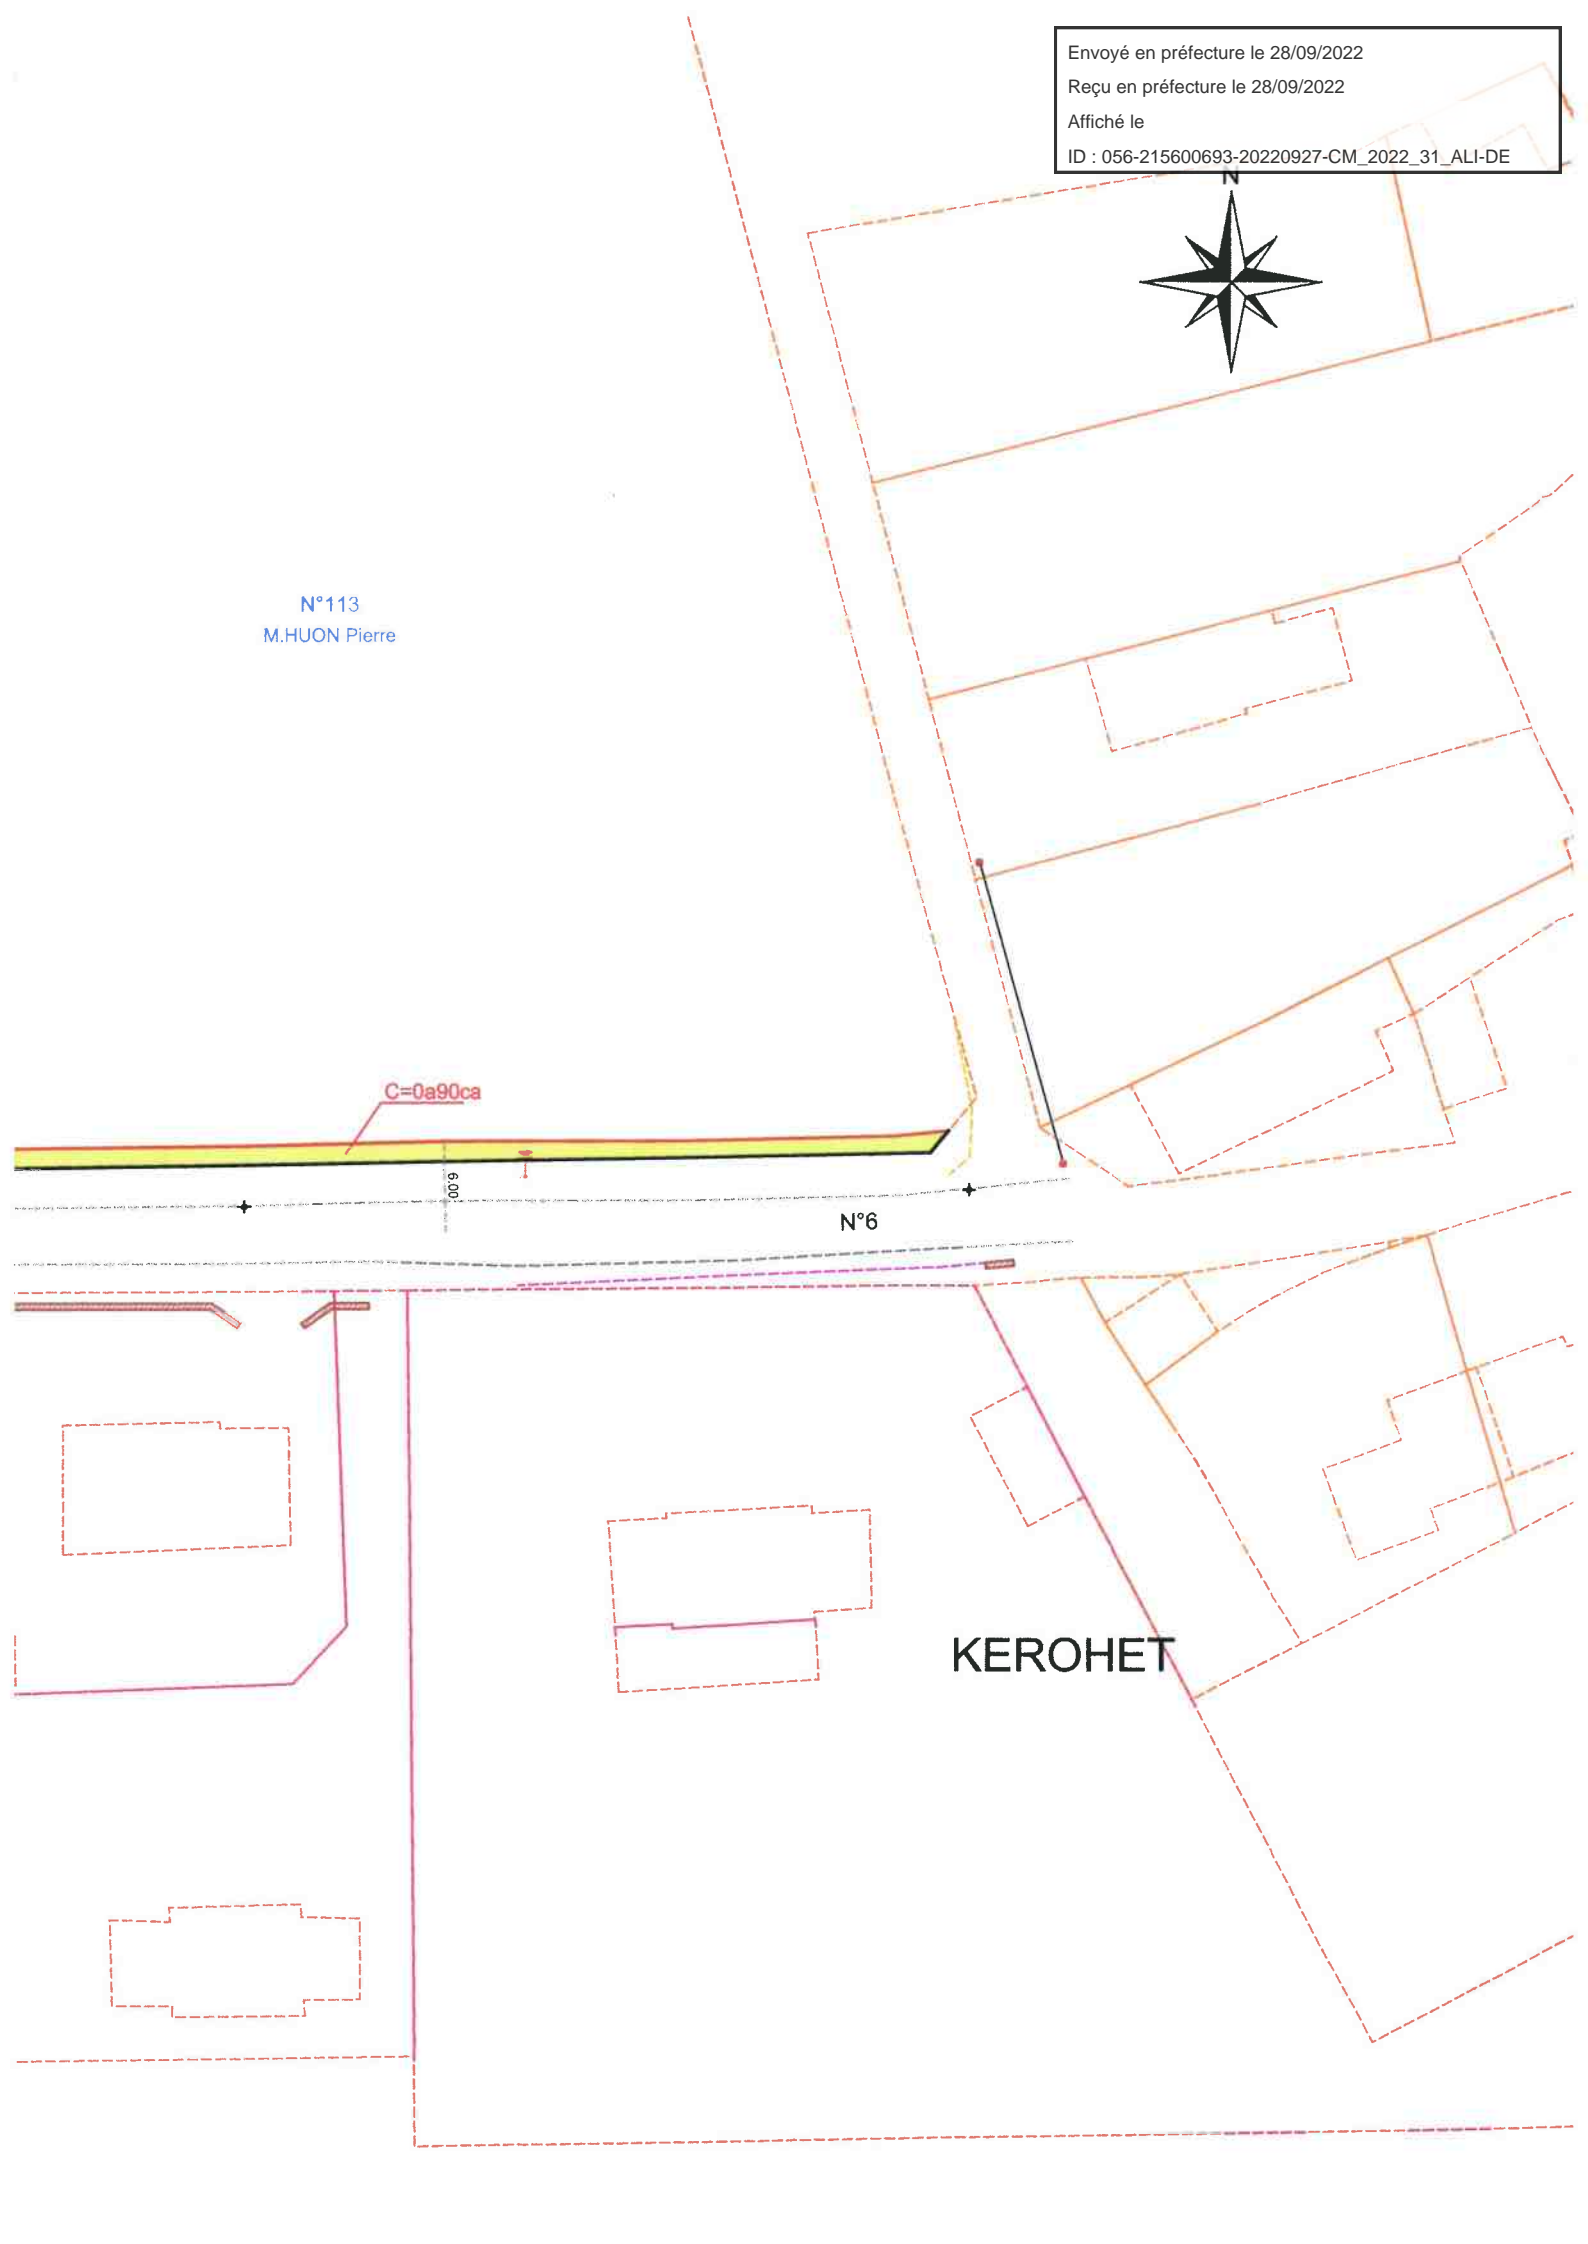 Envoyé en préfecture le 28/09/2022
Reçu en préfecture le 28/09/2022
Affiché le
ID : 056-215600693-20220927-CM_2022_31_ALI-DE
N
N°113
M.HUON Pierre
C=0a90ca
6.00
N°6
KEROHET